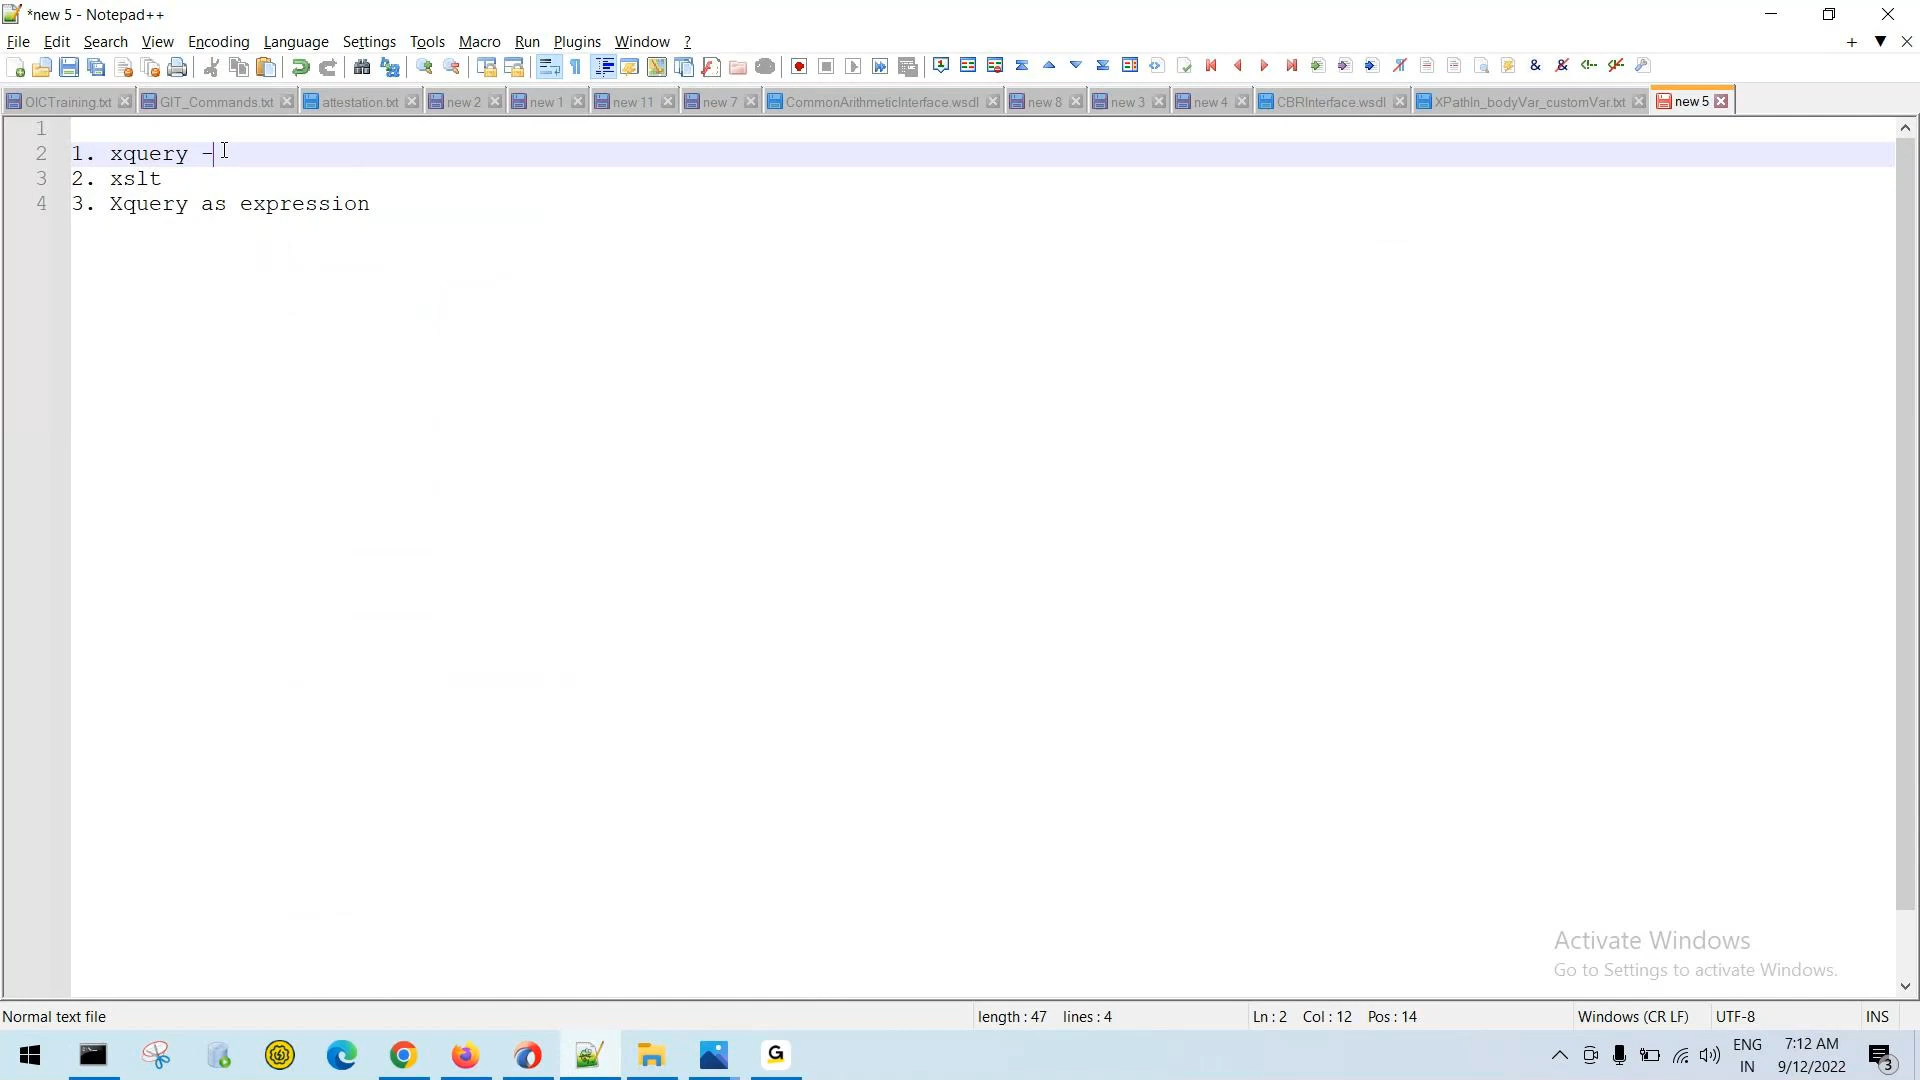 *new 5 - Notepad++
File Edit Search View Encoding Language Settings Tools Macro Run Plugins Window ?
OICTraining.txt GIT_Commands.txt attestation.txt new 2 new 1 new 11 new 7 CommonArithmeticInterface.wsdl new 8 new 3 new 4 CBRInterface.wsdl XPathIn_bodyVar_customVar.txt new 5
1
2 1. xquery -
3 2. xslt
4 3. Xquery as expression
Activate Windows
Go to Settings to activate Windows.
Normal text file length : 47 lines : 4 Ln : 2 Col : 12 Pos : 14 Windows (CR LF) UTF-8 INS
ENG 7:12 AM
IN 9/12/2022 3